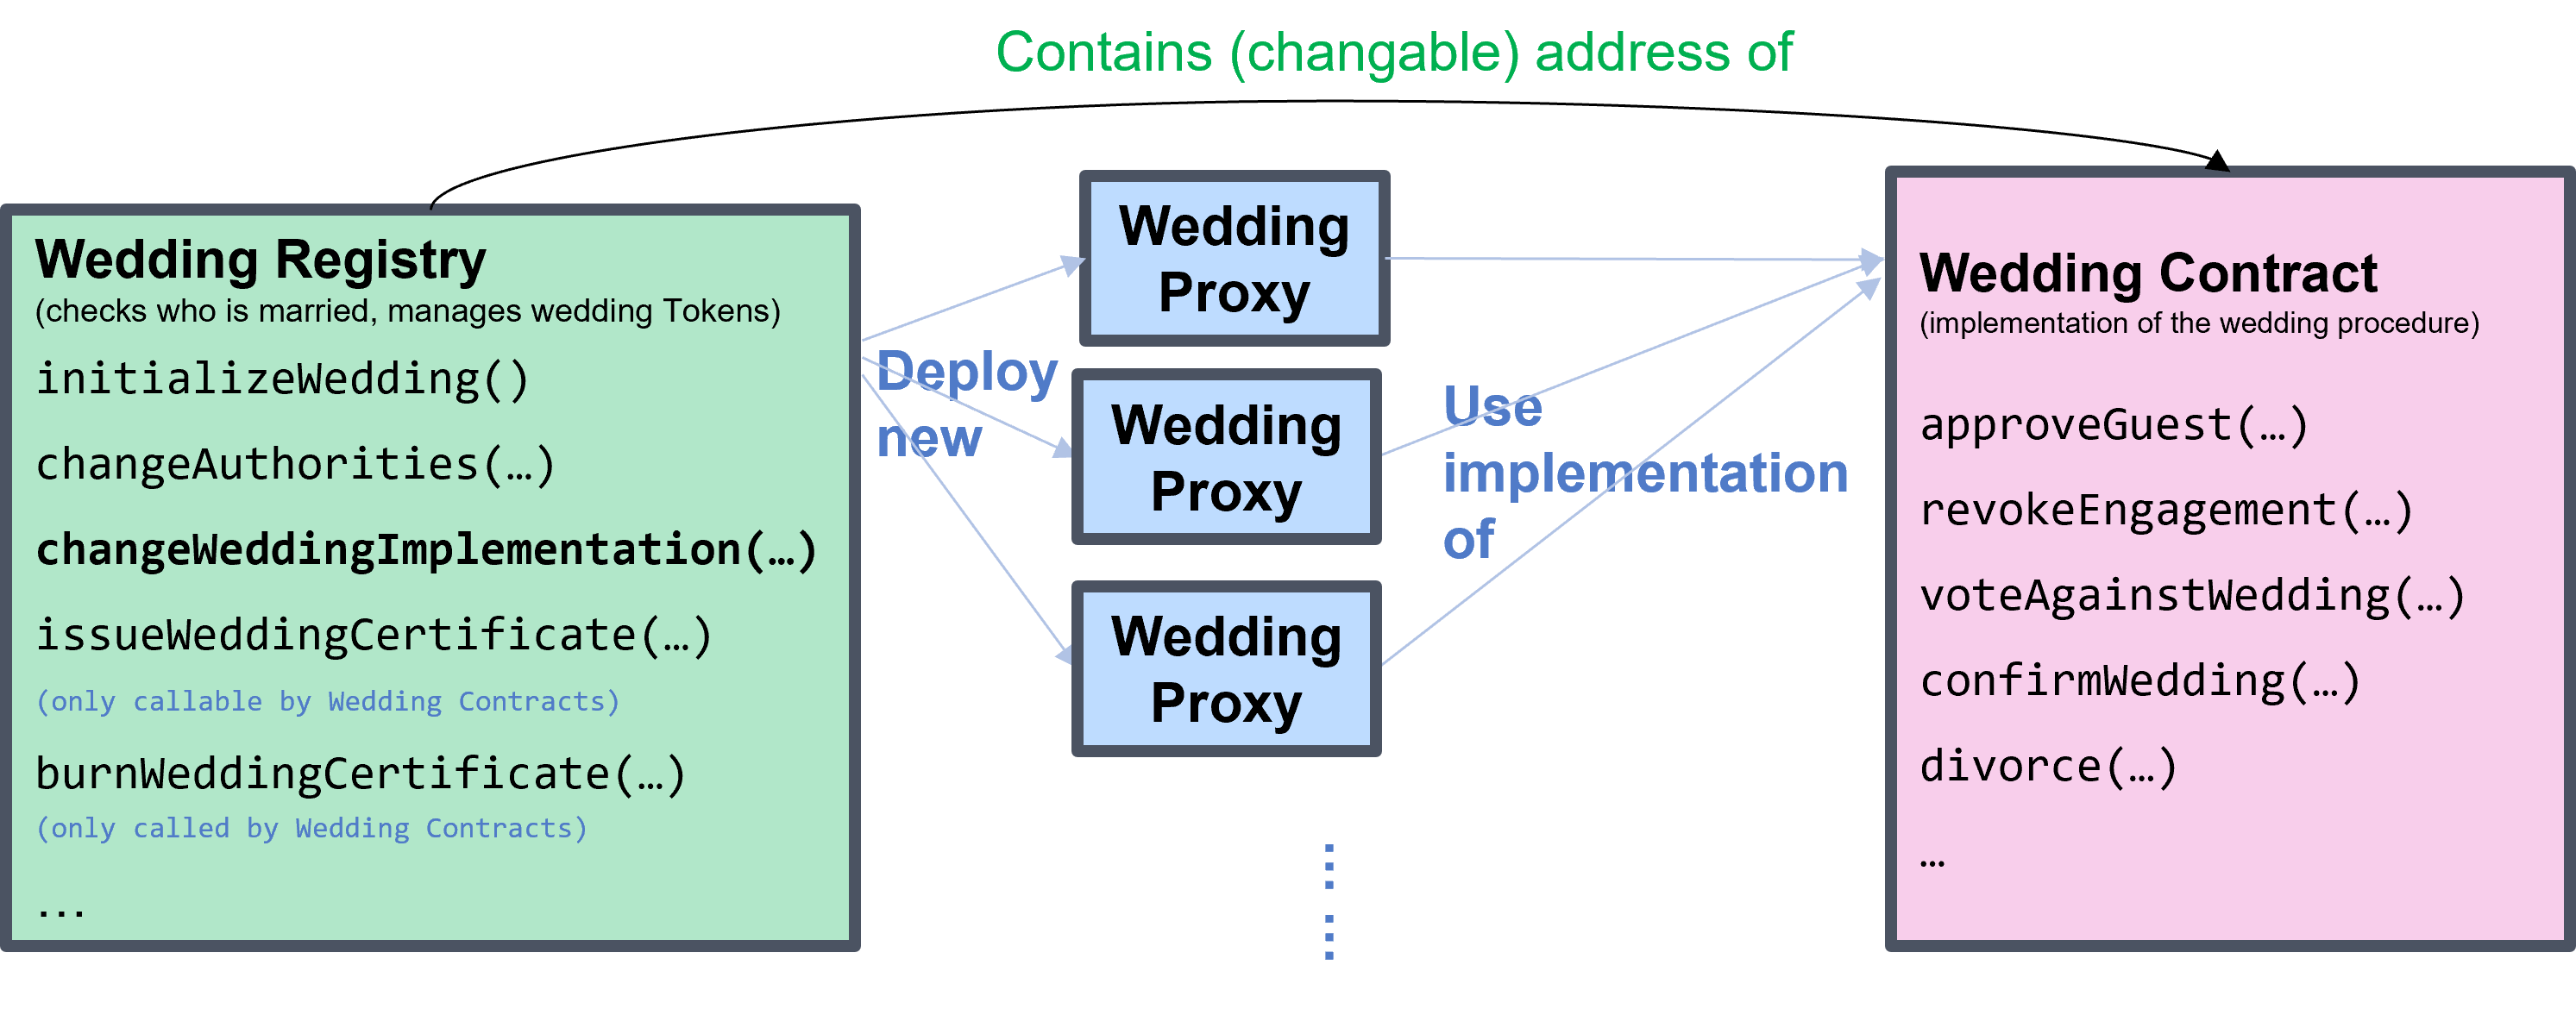 Contains (changable) address of
Wedding Registry
(checks who is married, manages wedding Tokens)
initializeWedding()
changeAuthorities(…)
changeWeddingImplementation(…)
issueWeddingCertificate(…)
(only callable by Wedding Contracts)
burnWeddingCertificate(…)
(only called by Wedding Contracts)
...
Deploy
new
Wedding
Proxy
Wedding
Proxy
Wedding
Proxy
Use
implementation
of
Wedding Contract
(implementation of the wedding procedure)
approveGuest(…)
revokeEngagement(…)
voteAgainstWedding(…)
confirmWedding(…)
divorce(…)
…